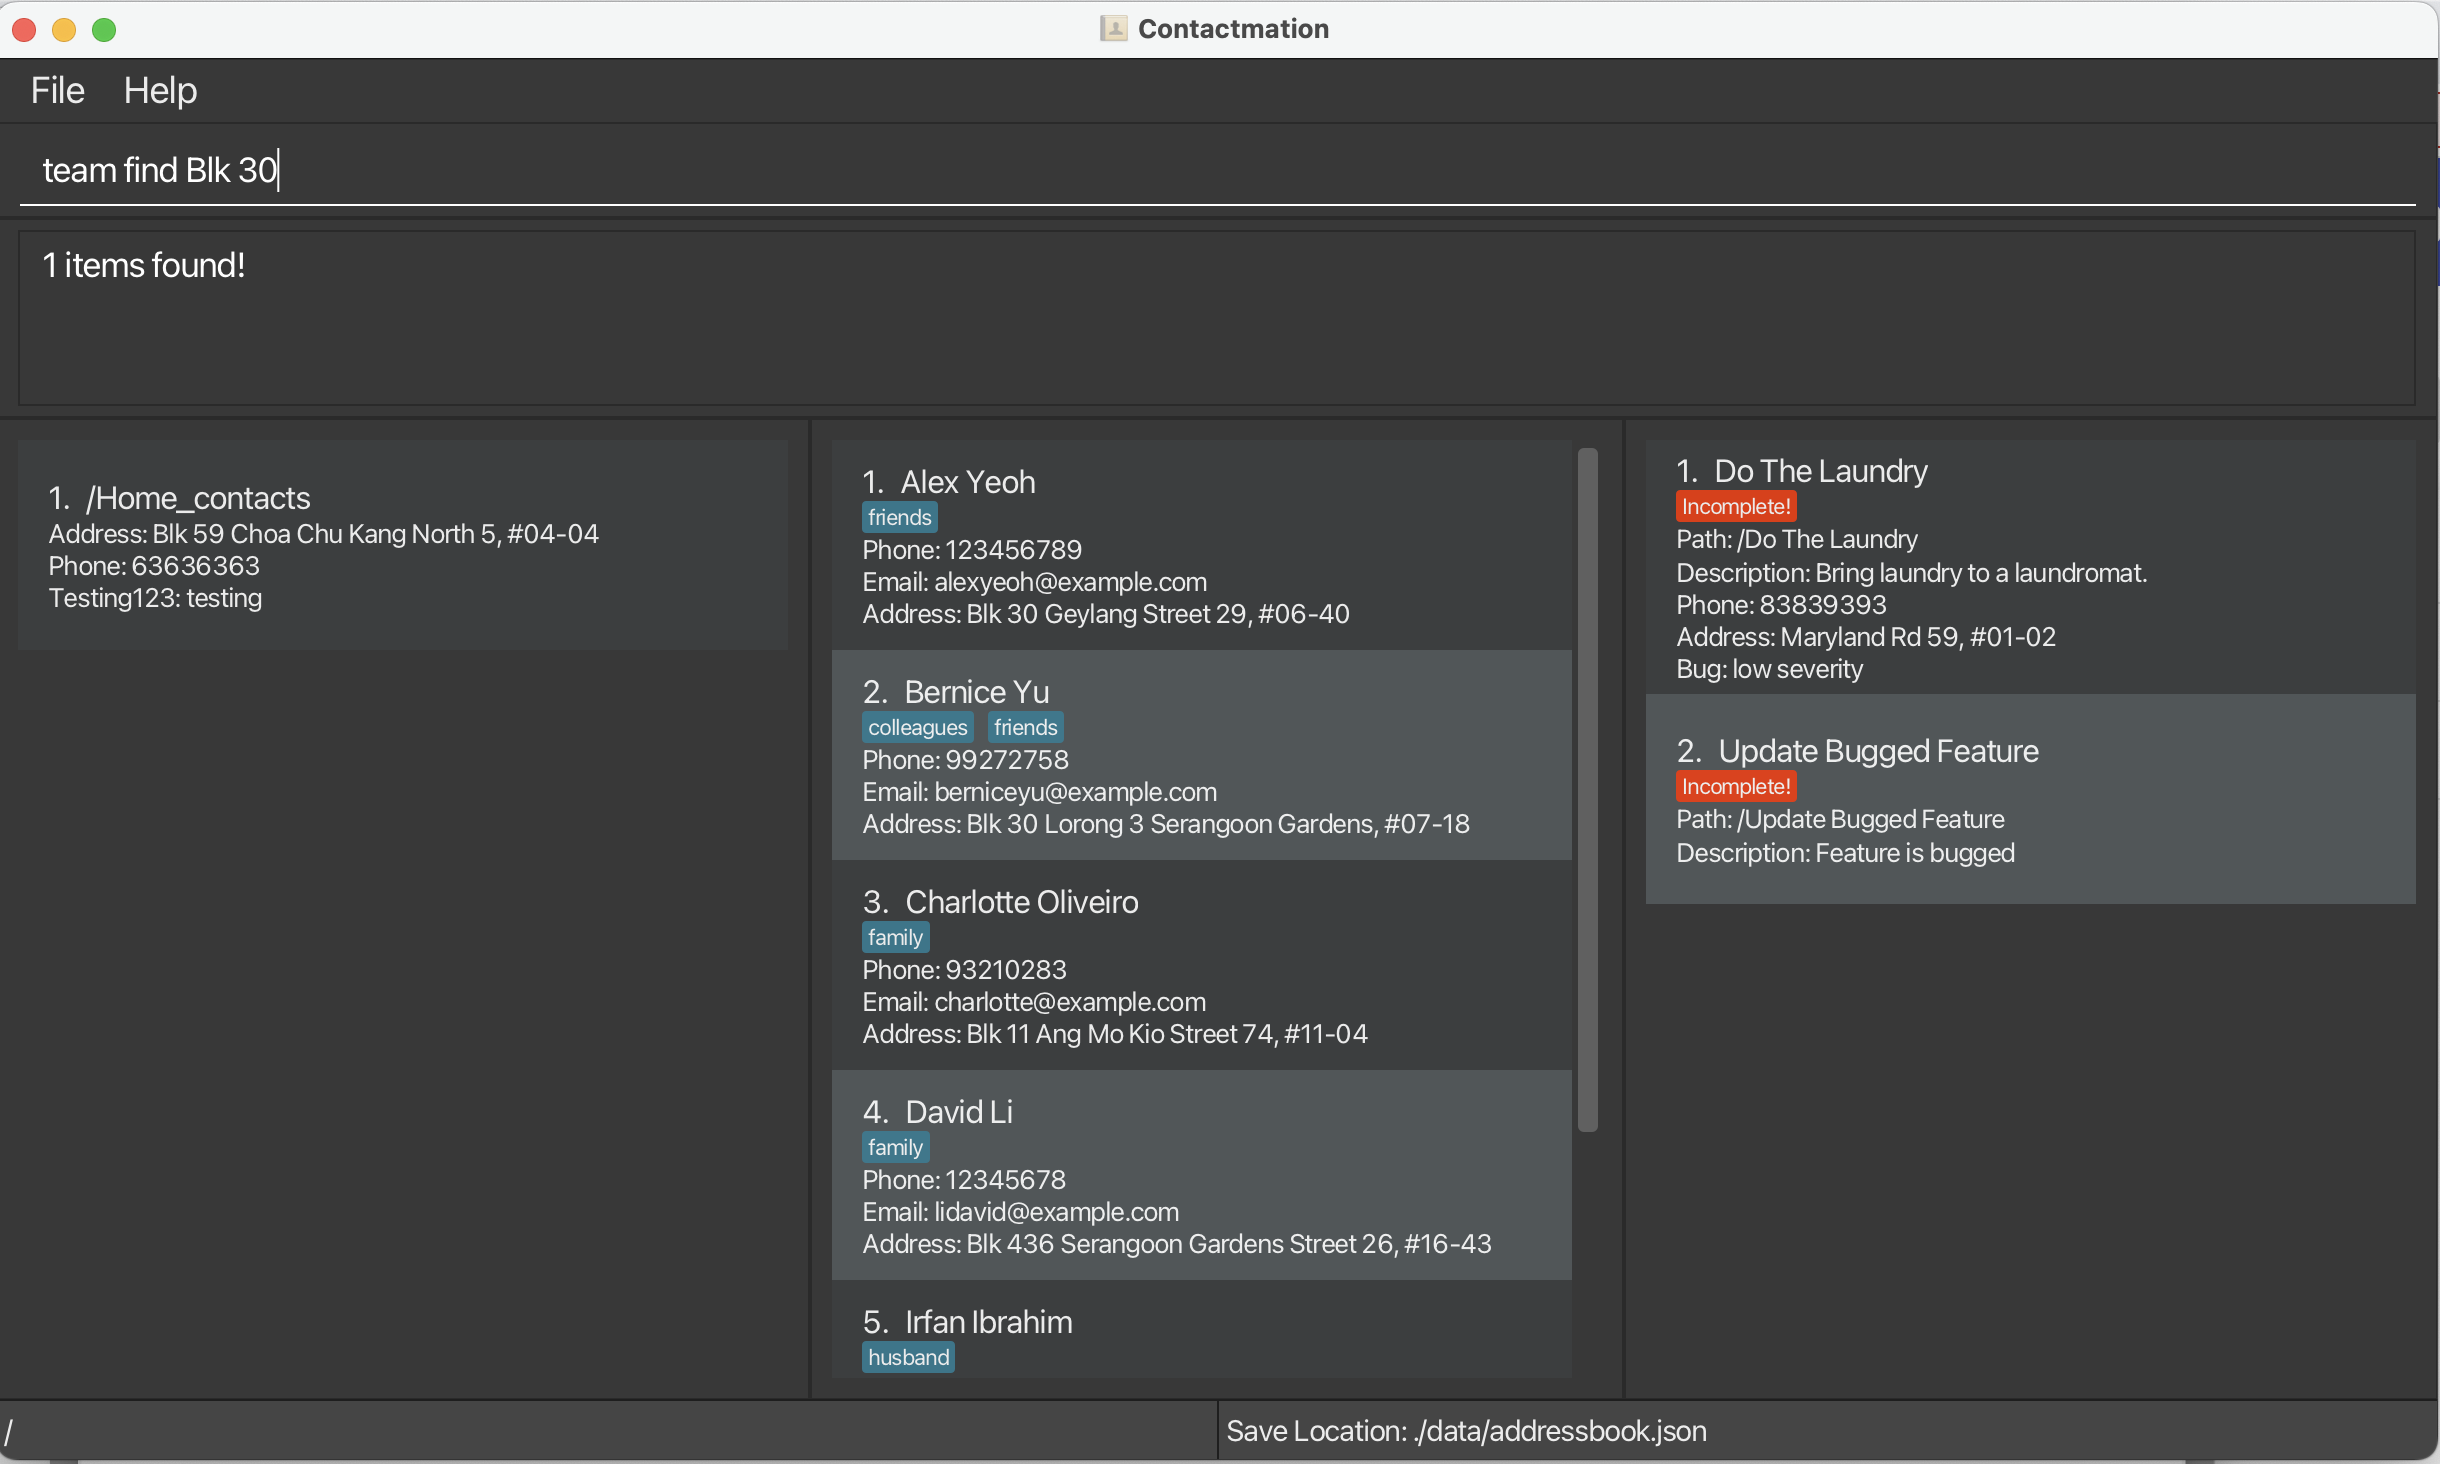 Contactmation
File Help
team find Blk 30
1 items found!
1. /Home_contacts
Address: Blk 59 Choa Chu Kang North 5, #04-04
Phone: 63636363
Testing123: testing
1. Alex Yeoh
friends
Phone: 123456789
Email: alexyeoh@example.com
Address: Blk 30 Geylang Street 29, #06-40
2. Bernice Yu
colleagues friends
Phone: 99272758
Email: berniceyu@example.com
Address: Blk 30 Lorong 3 Serangoon Gardens, #07-18
3. Charlotte Oliveiro
family
Phone: 93210283
Email: charlotte@example.com
Address: Blk 11 Ang Mo Kio Street 74, #11-04
4. David Li
family
Phone: 12345678
Email: lidavid@example.com
Address: Blk 436 Serangoon Gardens Street 26, #16-43
5. Irfan Ibrahim
husband
1. Do The Laundry
Incomplete!
Path: /Do The Laundry
Description: Bring laundry to a laundromat.
Phone: 83839393
Address: Maryland Rd 59, #01-02
Bug: low severity
2. Update Bugged Feature
Incomplete!
Path: /Update Bugged Feature
Description: Feature is bugged
/
Save Location: ./data/addressbook.json